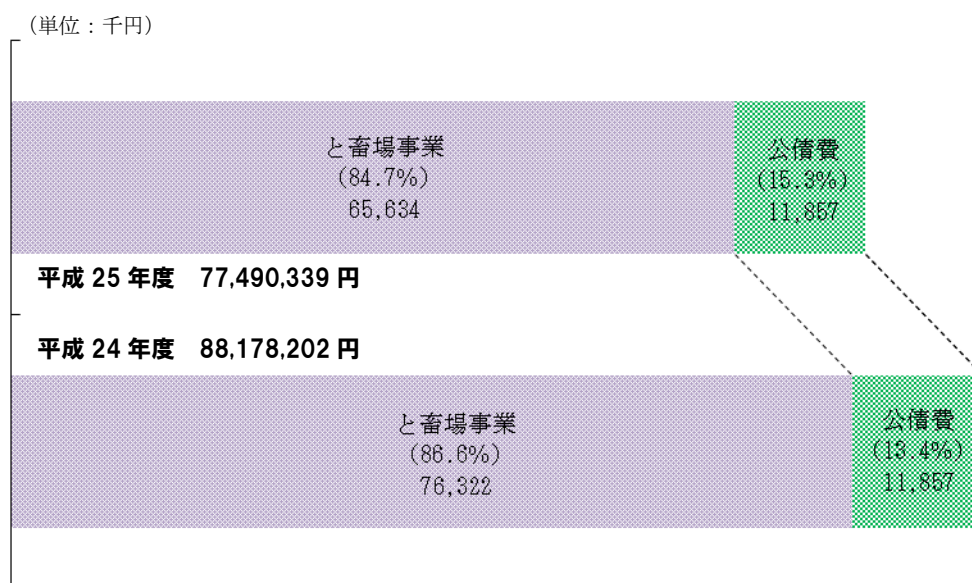 (単位：千円)
と畜場事業
(84.7%)
65,634
公債費
(15.3%)
11,857
平成 25 年度　77,490,339 円
平成 24 年度　88,178,202 円
と畜場事業
(86.6%)
76,322
公債費
(13.4%)
11,857